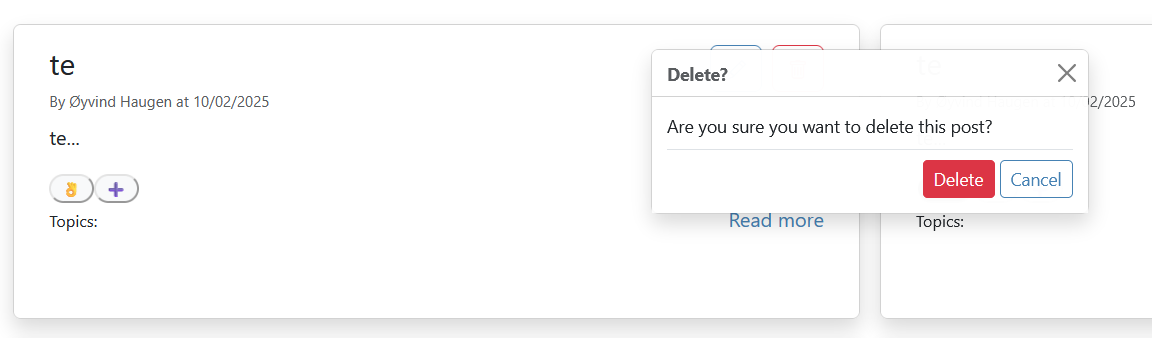 te
By Øyvind Haugen at 10/02/2025
te...
Topics:
Read more
Delete?
Are you sure you want to delete this post?
Delete
Cancel
te
02/2025
Topics: